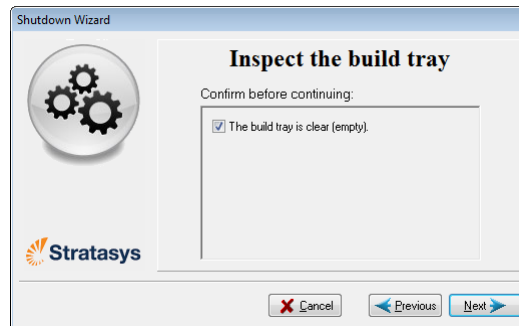 Shutdown Wizard
Inspect the build tray
Confirm before continuing:
The build tray is clear (empty).
Stratasys
Cancel
Previous
Next